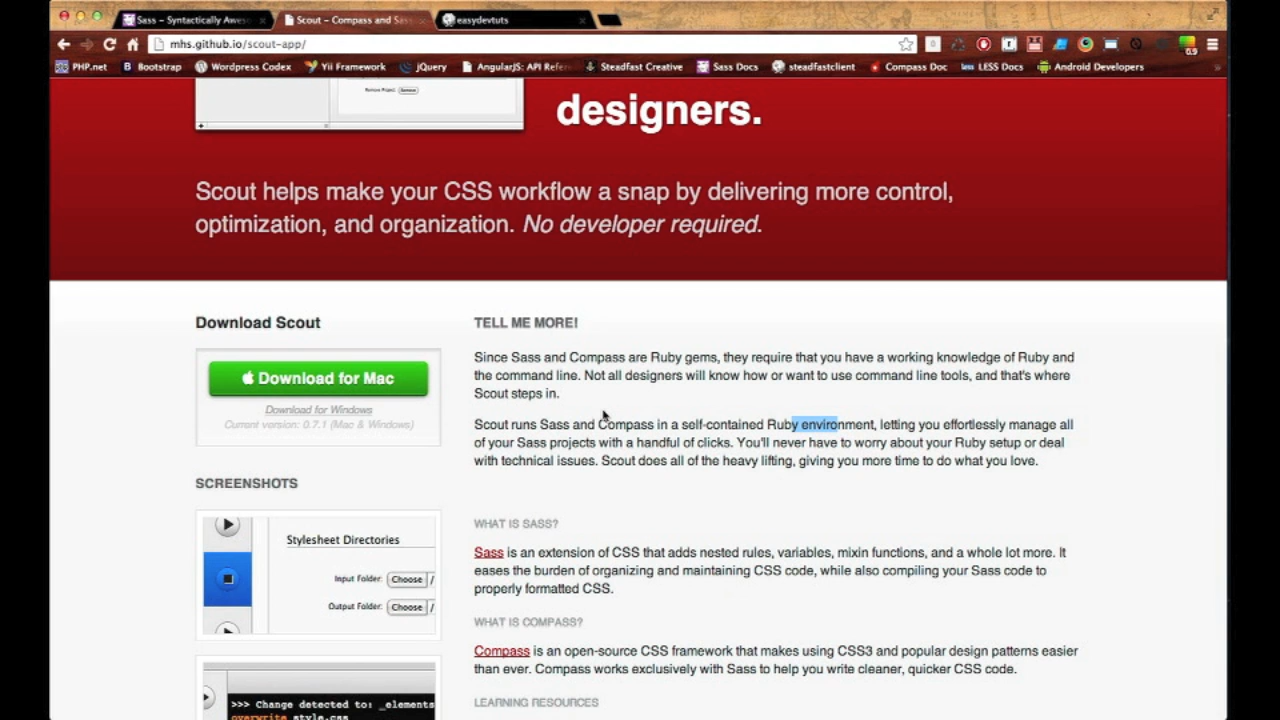 Sass – Syntactically Awes
Scout – Compass and Sass
easydevtuts
mhs.github.io/scout-app/
PHP.net
Bootstrap
Wordpress Codex
Yii Framework
jQuery
AngularJS: API Refe
Steadfast Creative
Sass Docs
steadfastclient
Compass Doc
less LESS Docs
Android Developers
Remove Project: Remove
designers.
Scout helps make your CSS workflow a snap by delivering more control,
optimization, and organization. No developer required.
Download Scout
Download for Mac
Download for Windows
Current version: 0.7.1 (Mac & Windows)
SCREENSHOTS
Stylesheet Directories
Input Folder: Choose /
Output Folder: Choose /
>>> Change detected to: _elements
overwrite style.css
TELL ME MORE!
Since Sass and Compass are Ruby gems, they require that you have a working knowledge of Ruby and
the command line. Not all designers will know how or want to use command line tools, and that's where
Scout steps in.
Scout runs Sass and Compass in a self-contained Ruby environment, letting you effortlessly manage all
of your Sass projects with a handful of clicks. You'll never have to worry about your Ruby setup or deal
with technical issues. Scout does all of the heavy lifting, giving you more time to do what you love.
WHAT IS SASS?
Sass is an extension of CSS that adds nested rules, variables, mixin functions, and a whole lot more. It
eases the burden of organizing and maintaining CSS code, while also compiling your Sass code to
properly formatted CSS.
WHAT IS COMPASS?
Compass is an open-source CSS framework that makes using CSS3 and popular design patterns easier
than ever. Compass works exclusively with Sass to help you write cleaner, quicker CSS code.
LEARNING RESOURCES